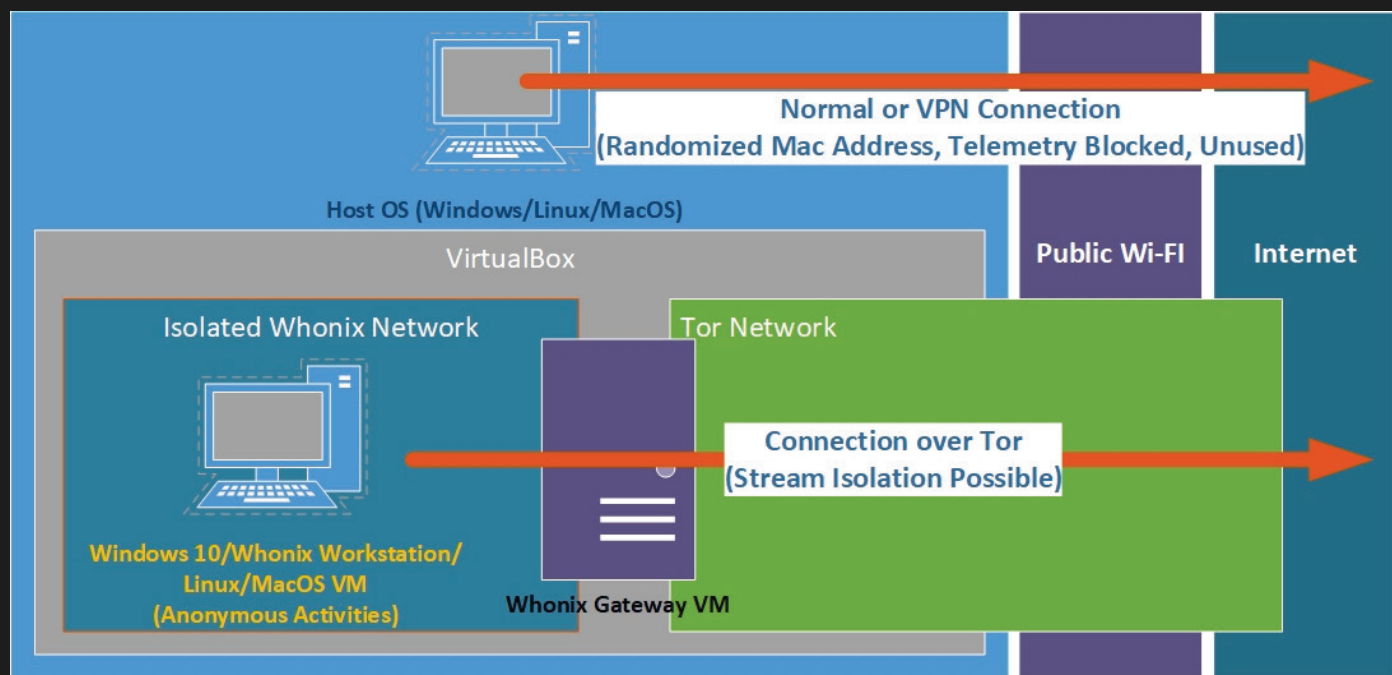 Normal or VPN Connection
(Randomized Mac Address, Telemetry Blocked, Unused)
Host OS (Windows/Linux/MacOS)
VirtualBox
Public Wi-FI
Internet
Isolated Whonix Network
Tor Network
Connection over Tor
(Stream Isolation Possible)
Windows 10/Whonix Workstation/
Linux/MacOS VM
(Anonymous Activities)
Whonix Gateway VM